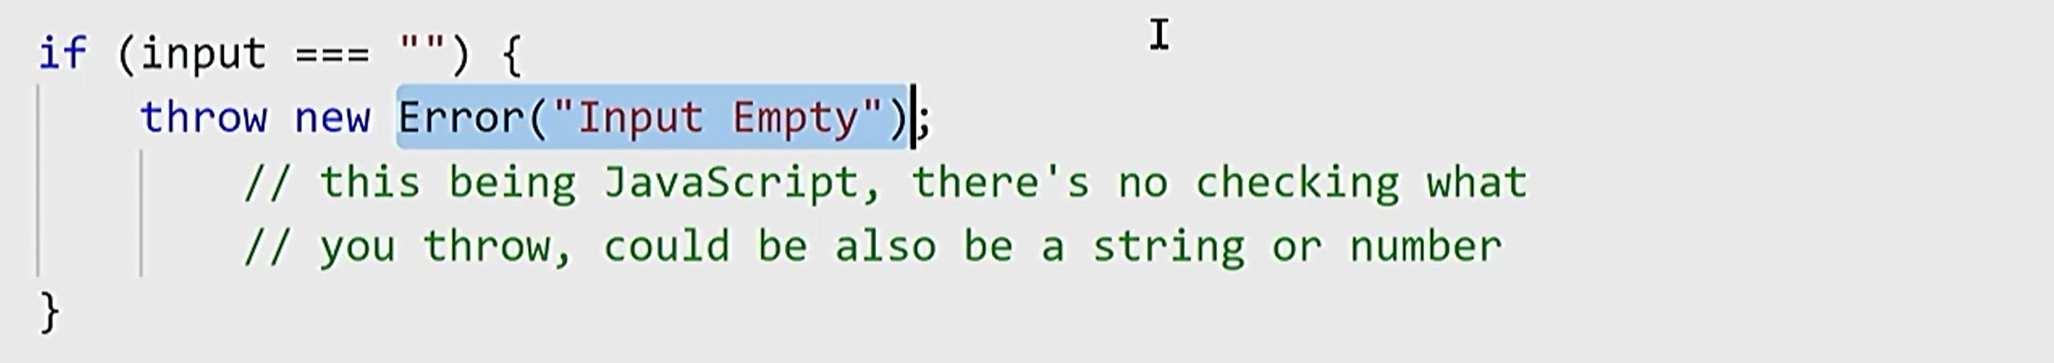 if (input === "") {
throw new Error("Input Empty");
// this being JavaScript, there's no checking what
// you throw, could be also be a string or number
}